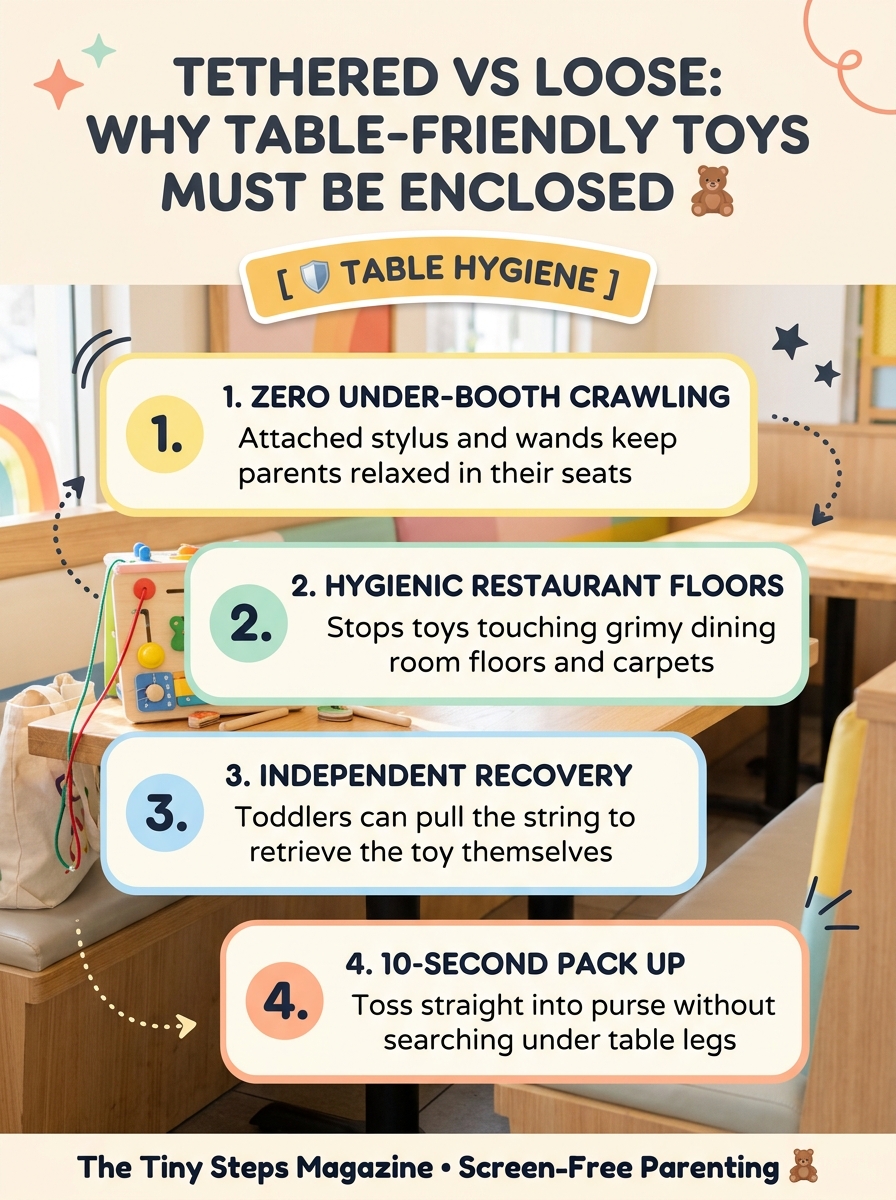 TETHERED VS LOOSE:
WHY TABLE-FRIENDLY TOYS
MUST BE ENCLOSED 🧸
[ 🛡️ TABLE HYGIENE ]
1.
1. ZERO UNDER-BOOTH CRAWLING
Attached stylus and wands keep
parents relaxed in their seats
2.
2. HYGIENIC RESTAURANT FLOORS
Stops toys touching grimy dining
room floors and carpets
3.
3. INDEPENDENT RECOVERY
Toddlers can pull the string to
retrieve the toy themselves
4.
4. 10-SECOND PACK UP
Toss straight into purse without
searching under table legs
The Tiny Steps Magazine • Screen-Free Parenting 🧸